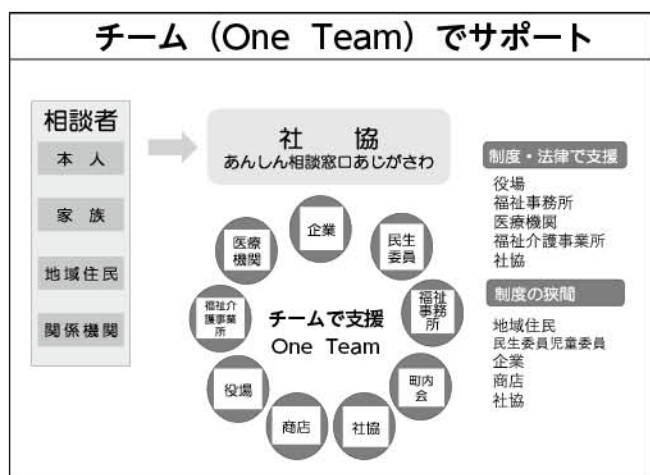 チーム（One Team）でサポート
相談者
本人
家族
地域住民
関係機関
社　協
あんしん相談窓口あじがさわ
企業
民生
委員
福祉
事務
所
町内
会
社協
商店
役場
福祉介
護事業
所
医療
機関
チームで支援
One Team
制度・法律で支援
役場
福祉事務所
医療機関
福祉介護事業所
社協
制度の狭間
地域住民
民生委員児童委員
企業
商店
社協